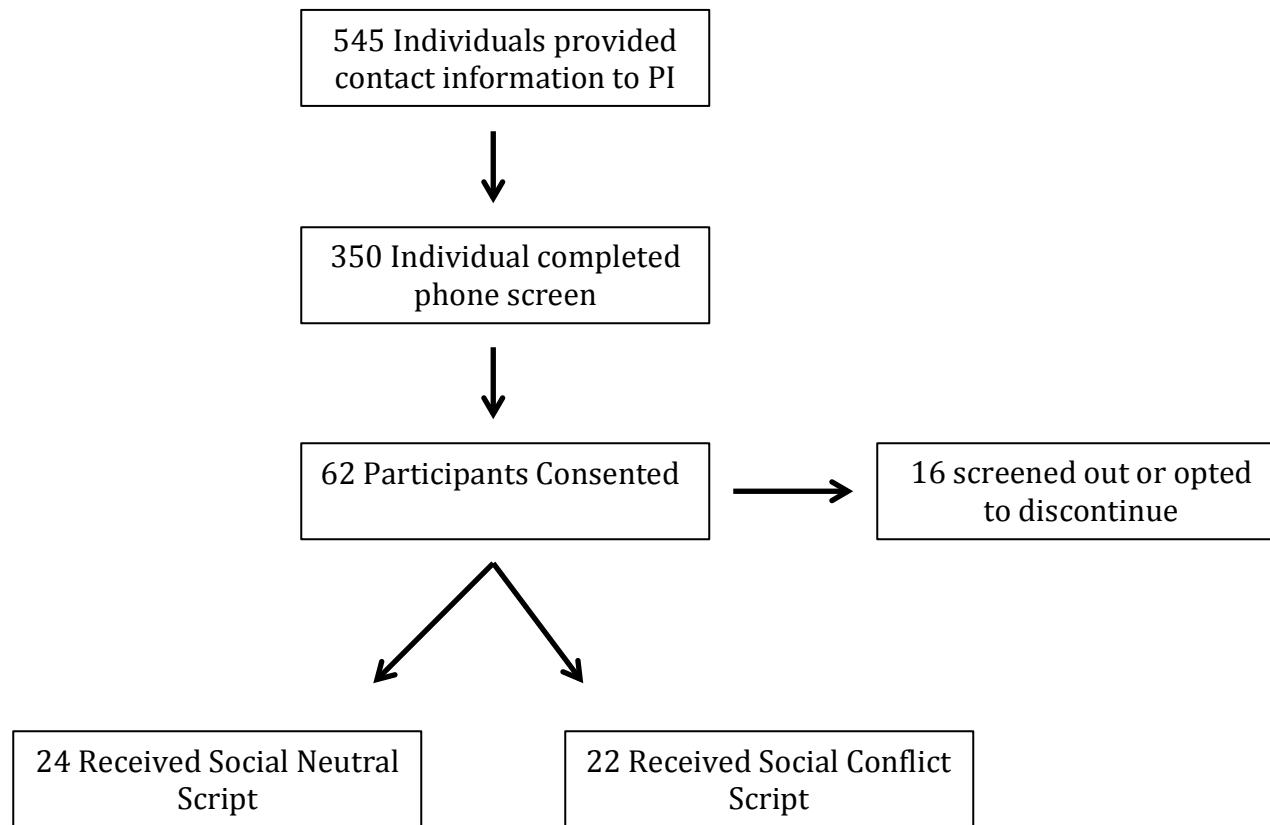 545 Individuals provided
contact information to PI
350 Individual completed
phone screen
62 Participants Consented
16 screened out or opted
to discontinue
24 Received Social Neutral
Script
22 Received Social Conflict
Script